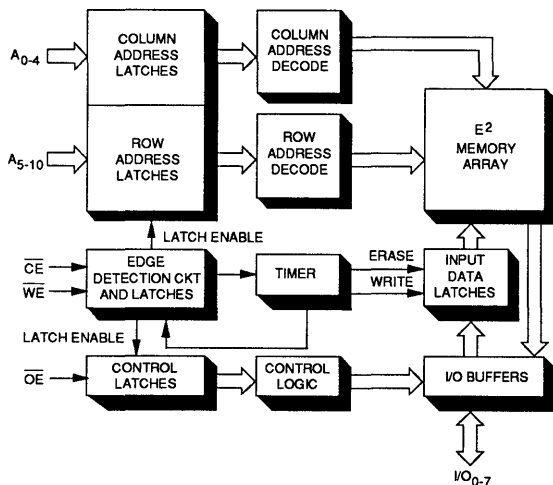 COLUMN
ADDRESS
LATCHES
COLUMN
ADDRESS
DECODE
A0-4
E2
MEMORY
ARRAY
ROW
ADDRESS
LATCHES
ROW
ADDRESS
DECODE
A5-10
LATCH ENABLE
CE
WE
EDGE
DETECTION CKT
AND LATCHES
TIMER
ERASE
WRITE
INPUT
DATA
LATCHES
LATCH ENABLE
OE
CONTROL
LATCHES
CONTROL
LOGIC
I/O BUFFERS
I/O0-7